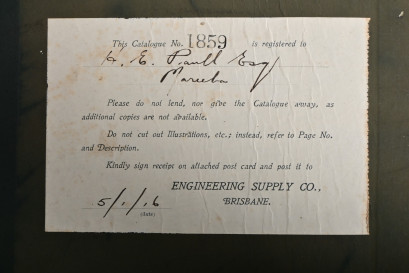 This Catalogue No. 1859 is registered to
H. E. Esq
Mareeba
Please do not lend, nor give the Catalogue away, as
additional copies are not available.
Do not cut out Illustrations, etc.; instead, refer to Page No.
and Description.
Kindly sign receipt on attached post card and post it to
ENGINEERING SUPPLY CO.,
BRISBANE.
5/1/16
(date)